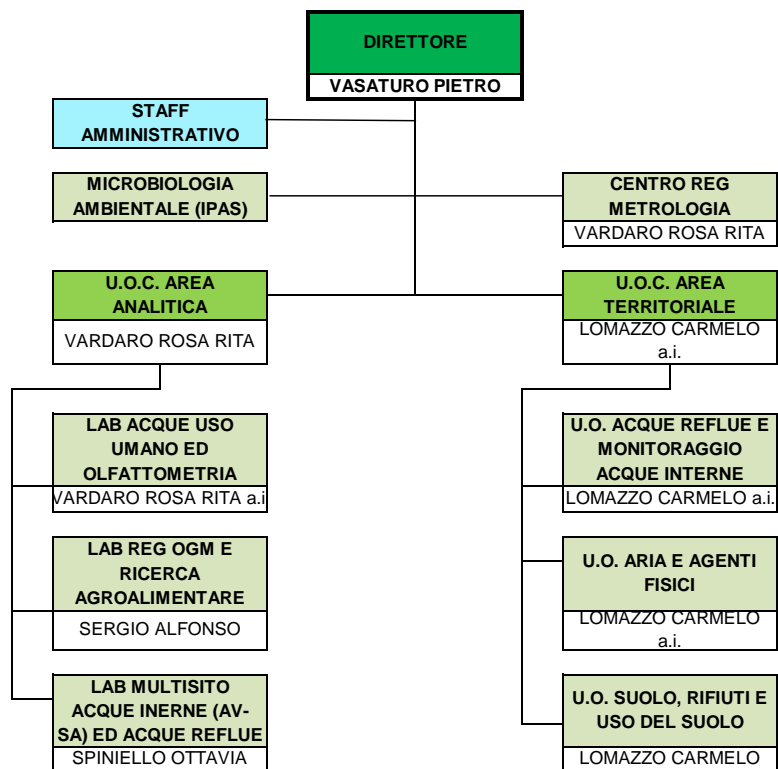 DIRETTORE
VASATURO PIETRO
STAFF
AMMINISTRATIVO
MICROBIOLOGIA
AMBIENTALE (IPAS)
CENTRO REG
METROLOGIA
VARDARO ROSA RITA
U.O.C. AREA
ANALITICA
VARDARO ROSA RITA
U.O.C. AREA
TERRITORIALE
LOMAZZO CARMELO
a.i.
LAB ACQUE USO
UMANO ED
OLFATTOMETRIA
VARDARO ROSA RITA a.i
U.O. ACQUE REFLUE E
MONITORAGGIO
ACQUE INTERNE
LOMAZZO CARMELO a.i.
LAB REG OGM E
RICERCA
AGROALIMENTARE
SERGIO ALFONSO
U.O. ARIA E AGENTI
FISICI
LOMAZZO CARMELO
a.i.
LAB MULTISITO
ACQUE INERNE (AV-
SA) ED ACQUE REFLUE
SPINIELLO OTTAVIA
U.O. SUOLO, RIFIUTI E
USO DEL SUOLO
LOMAZZO CARMELO